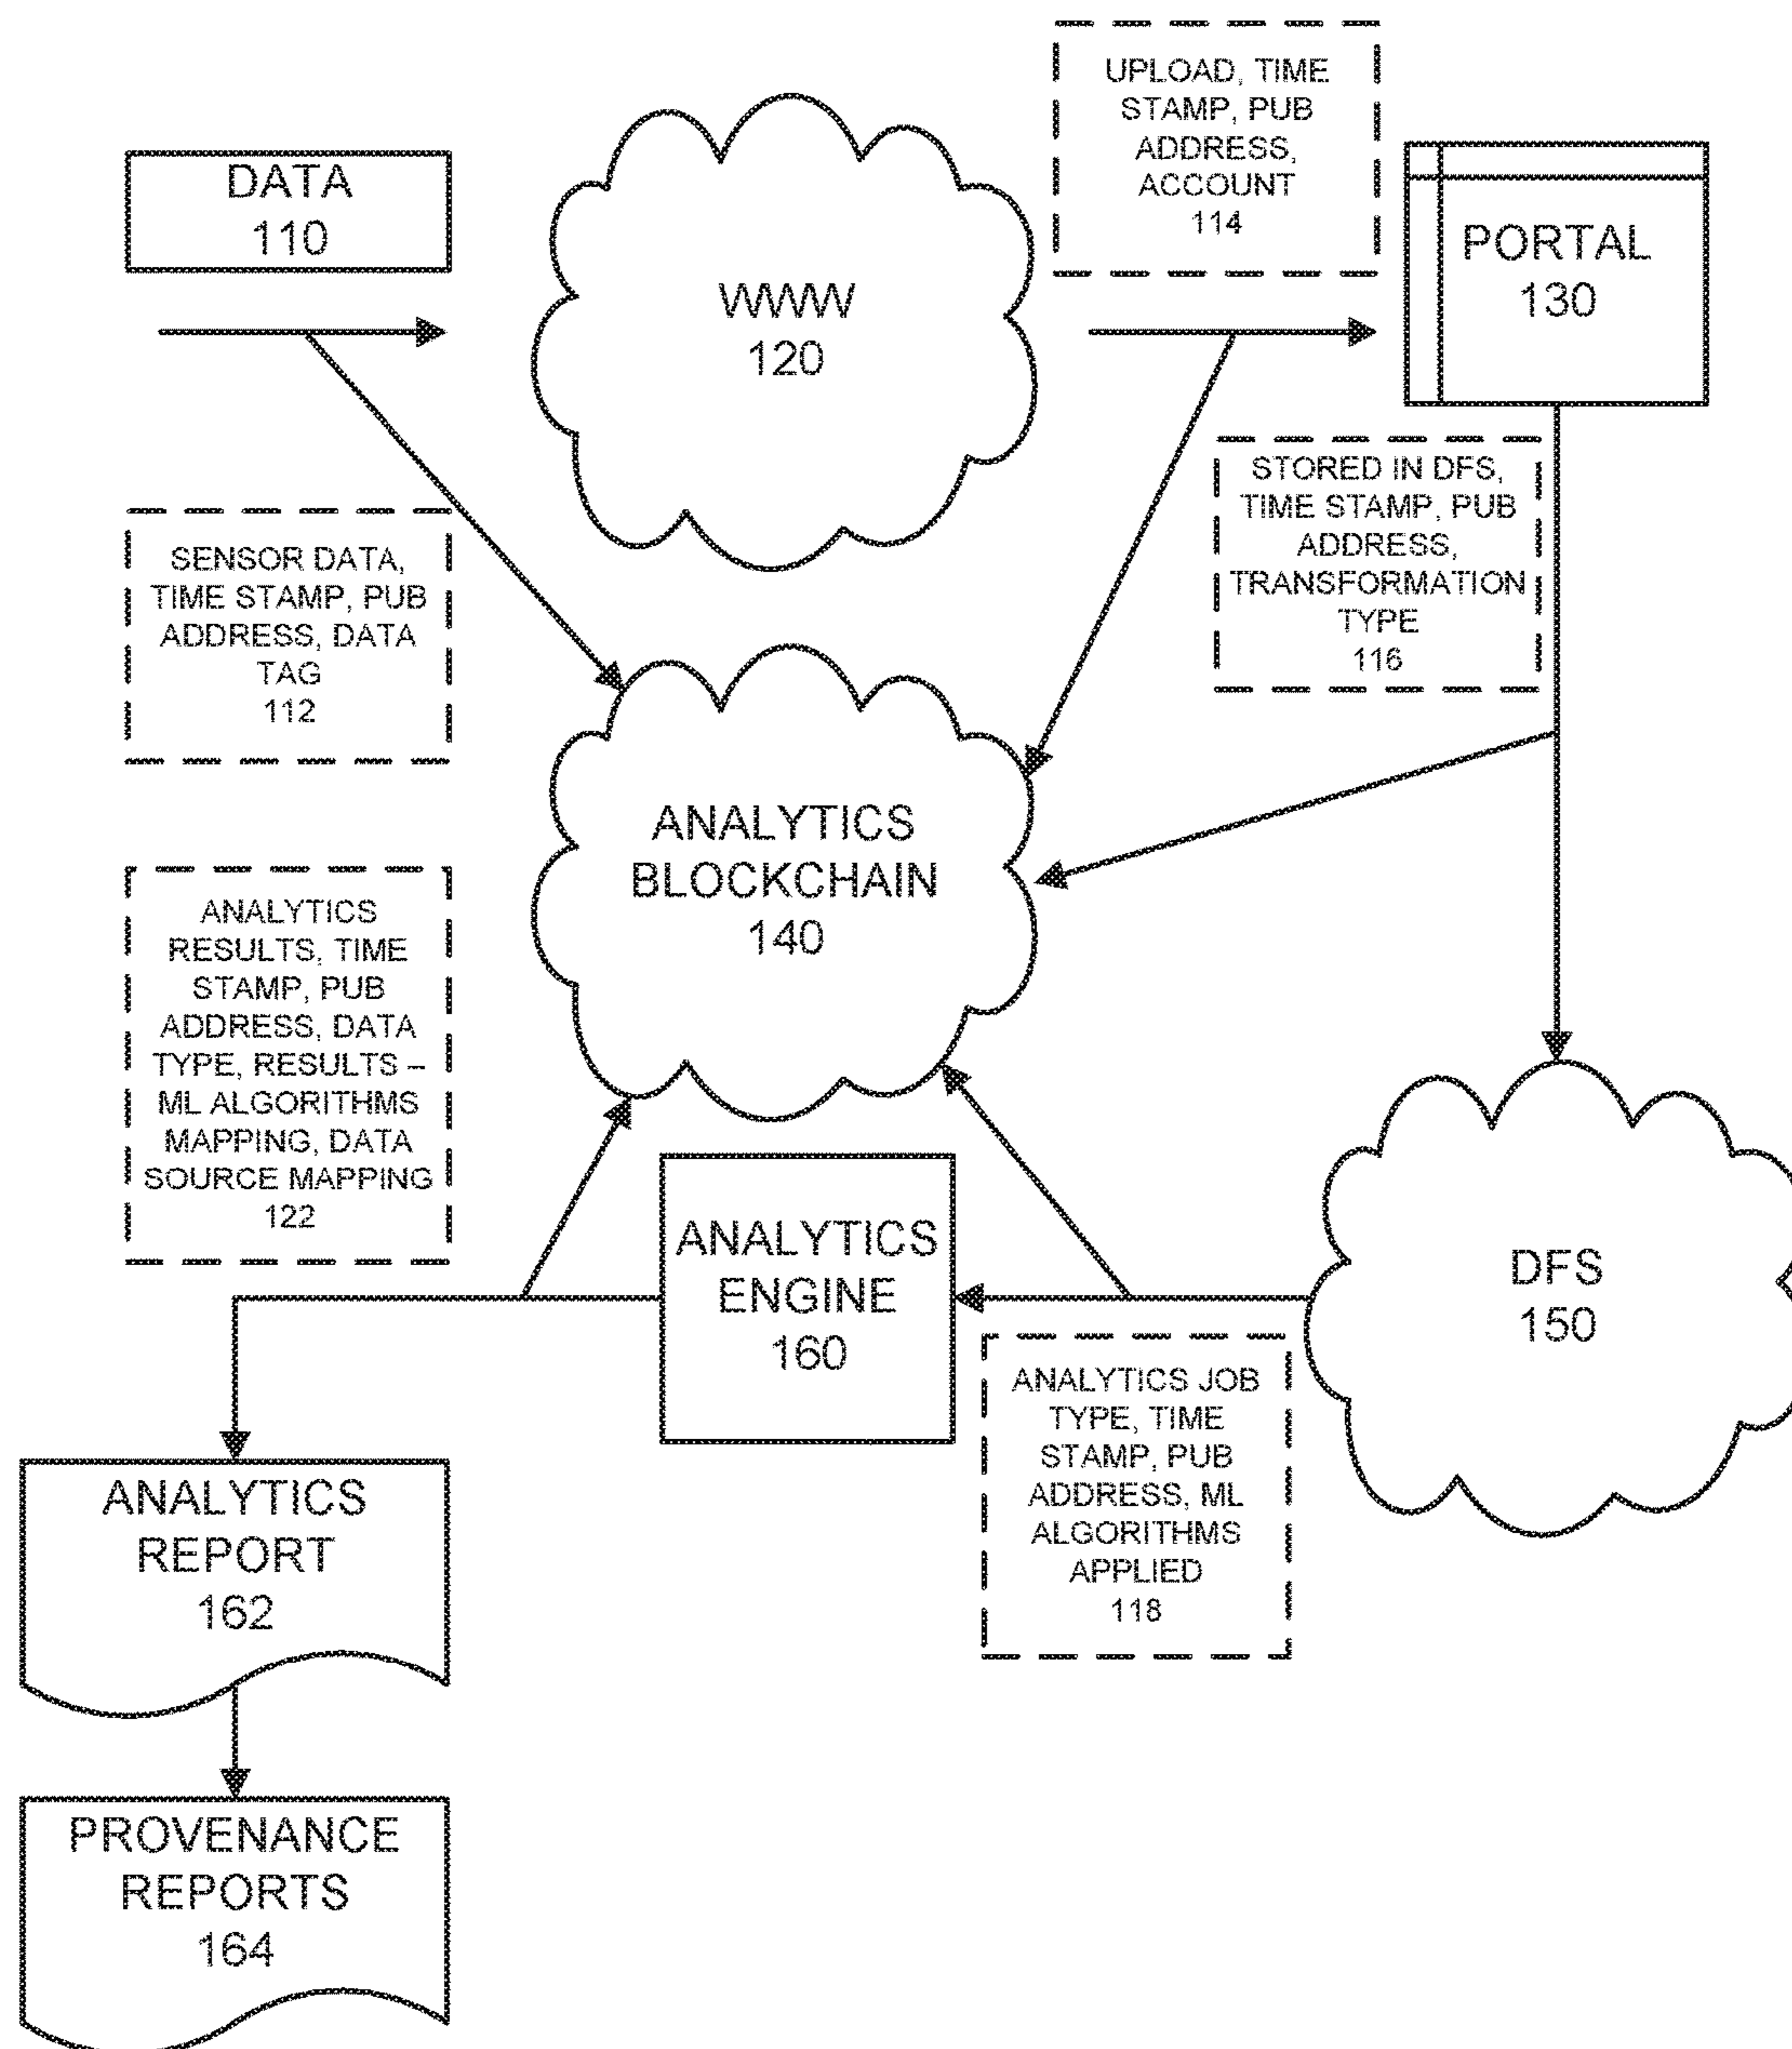 DATA
110
WWW
120
UPLOAD, TIME
STAMP, PUB
ADDRESS,
ACCOUNT
114
PORTAL
130
SENSOR DATA,
TIME STAMP, PUB
ADDRESS, DATA
TAG
112
STORED IN DFS,
TIME STAMP, PUB
ADDRESS,
TRANSFORMATION
TYPE
116
ANALYTICS
BLOCKCHAIN
140
ANALYTICS
RESULTS, TIME
STAMP, PUB
ADDRESS, DATA
TYPE, RESULTS –
ML ALGORITHMS
MAPPING, DATA
SOURCE MAPPING
122
ANALYTICS
ENGINE
160
DFS
150
ANALYTICS JOB
TYPE, TIME
STAMP, PUB
ADDRESS, ML
ALGORITHMS
APPLIED
118
ANALYTICS
REPORT
162
PROVENANCE
REPORTS
164